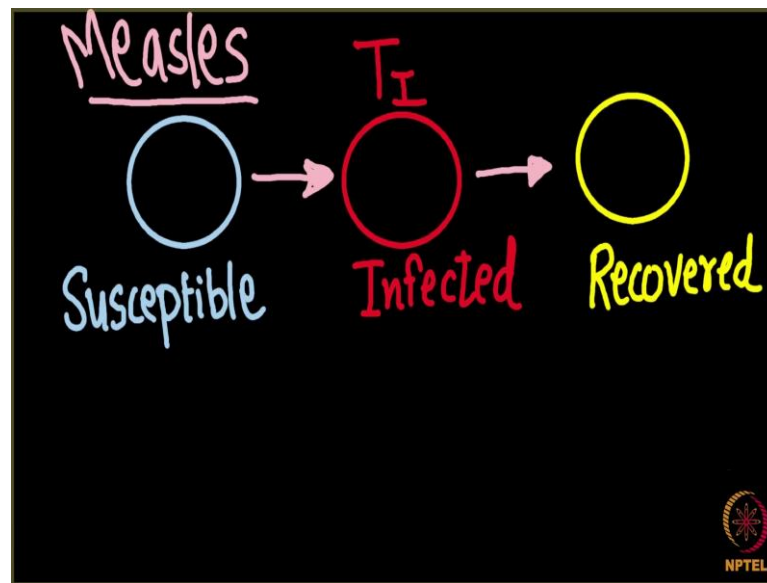 Measles
T_I
Susceptible
Infected
Recovered
NPTEL